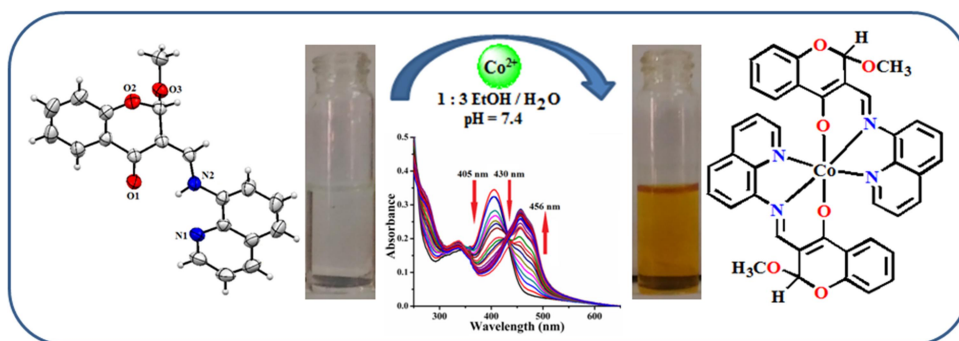 O2
O3
O1
N2
N1
Co2+
1 : 3 EtOH / H2O
pH = 7.4
0.5
0.4
0.3
0.2
0.1
0.0
Absorbance
405 nm
430 nm
456 nm
300
400
500
600
Wavelength (nm)
O
H
OCH3
O
N
N
Co
N
N
O
H3CO
H
O